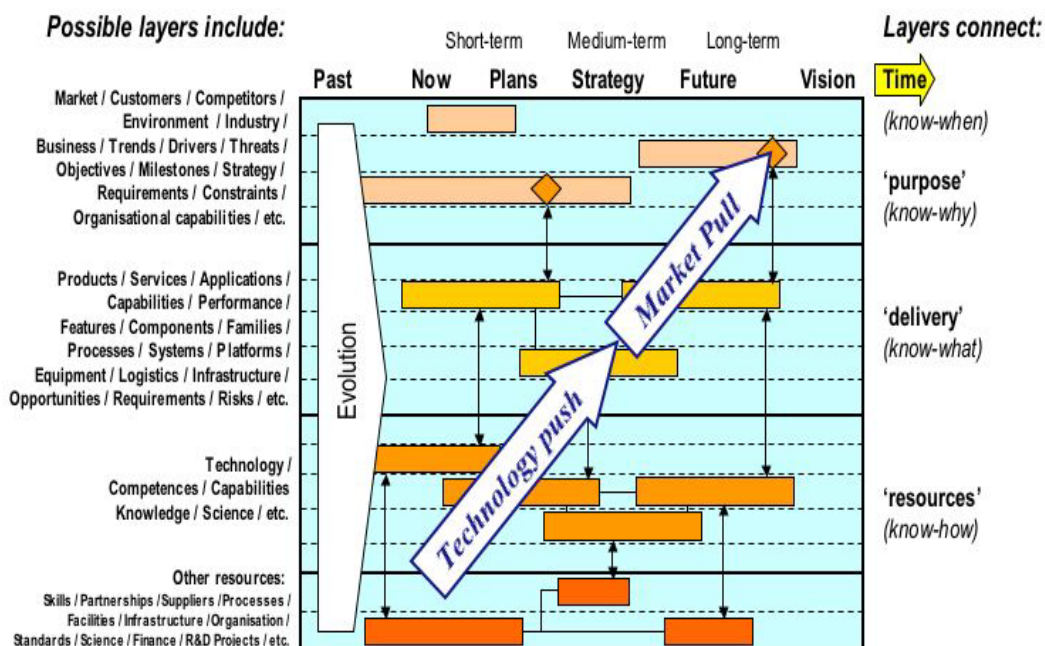 Possible layers include:
Layers connect:
Short-term Medium-term Long-term
Past Now Plans Strategy Future Vision
Time
(know-when)
Market / Customers / Competitors /
Environment / Industry /
Business / Trends / Drivers / Threats /
Objectives / Milestones / Strategy /
Requirements / Constraints /
Organisational capabilities / etc.
‘purpose’
(know-why)
Products / Services / Applications /
Capabilities / Performance /
Features / Components / Families /
Processes / Systems / Platforms /
Equipment / Logistics / Infrastructure /
Opportunities / Requirements / Risks / etc.
‘delivery’
(know-what)
Technology /
Competences / Capabilities
Knowledge / Science / etc.
‘resources’
(know-how)
Other resources:
Skills / Partnerships / Suppliers / Processes /
Facilities / Infrastructure / Organisation /
Standards / Science / Finance / R&D Projects / etc.
Evolution
Market Pull
Technology push